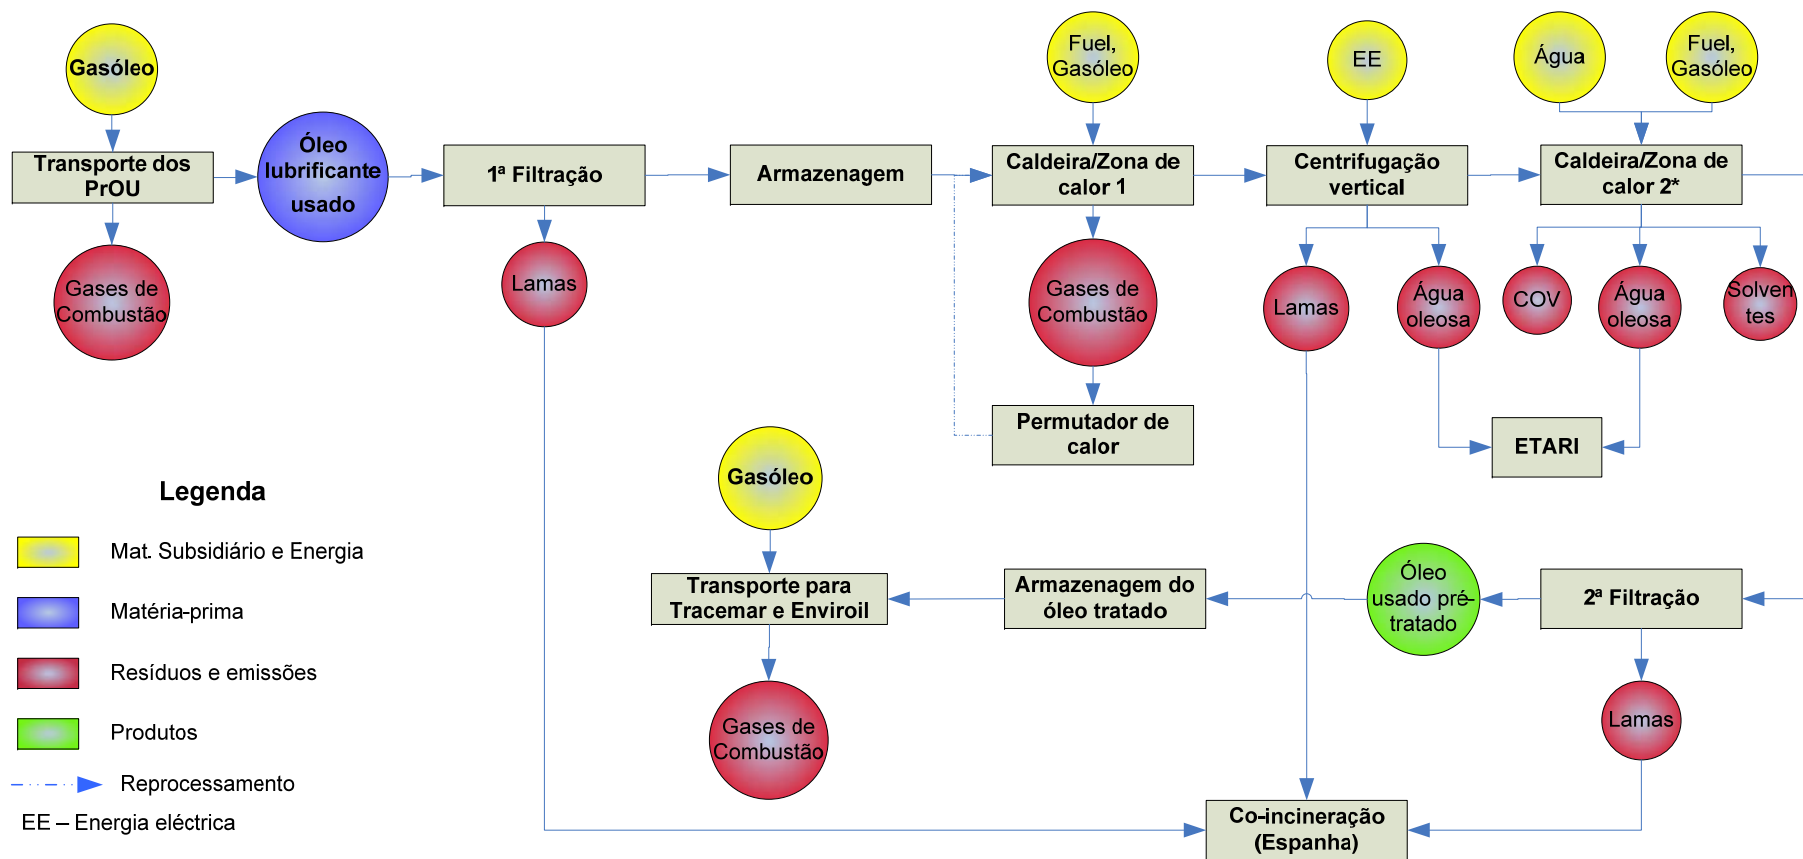 Gasóleo
Fuel,
Gasóleo
EE
Água
Fuel,
Gasóleo
Transporte dos
PrOU
Óleo
lubrificante
usado
1ª Filtração
Armazenagem
Caldeira/Zona de
calor 1
Centrifugação
vertical
Caldeira/Zona de
calor 2*
Gases de
Combustão
Lamas
Gases de
Combustão
Lamas
Água
oleosa
COV
Água
oleosa
Solven
tes
Permutador de
calor
ETARI
Gasóleo
Transporte para
Tracemar e Enviroil
Armazenagem do
óleo tratado
Óleo
usado pré-
tratado
2ª Filtração
Gases de
Combustão
Lamas
Co-incineração
(Espanha)
Legenda
Mat. Subsidiário e Energia
Matéria-prima
Resíduos e emissões
Produtos
Reprocessamento
EE – Energia eléctrica